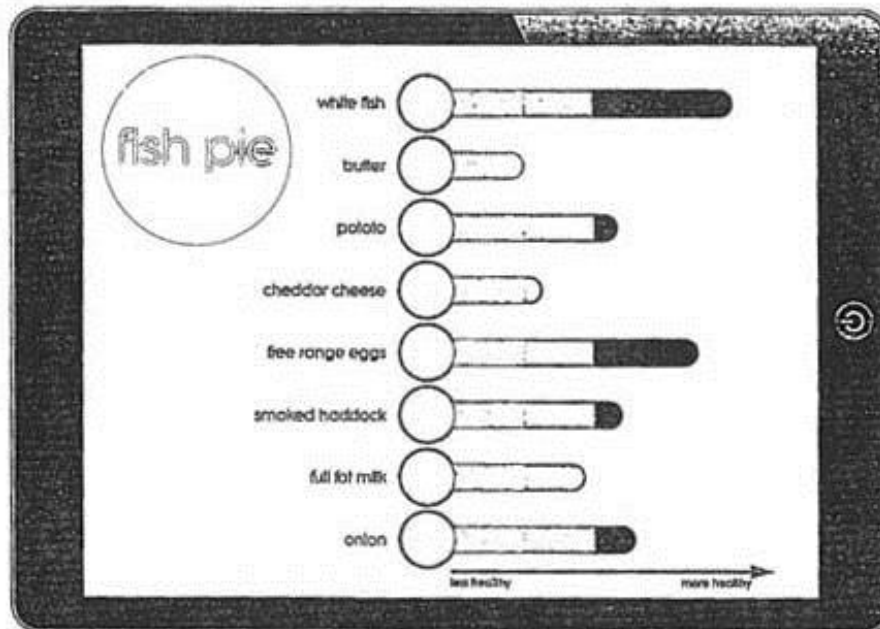 fish pie
white fish
butter
potato
cheddar cheese
free range eggs
smoked haddock
full fat milk
onion
less healthy
more healthy